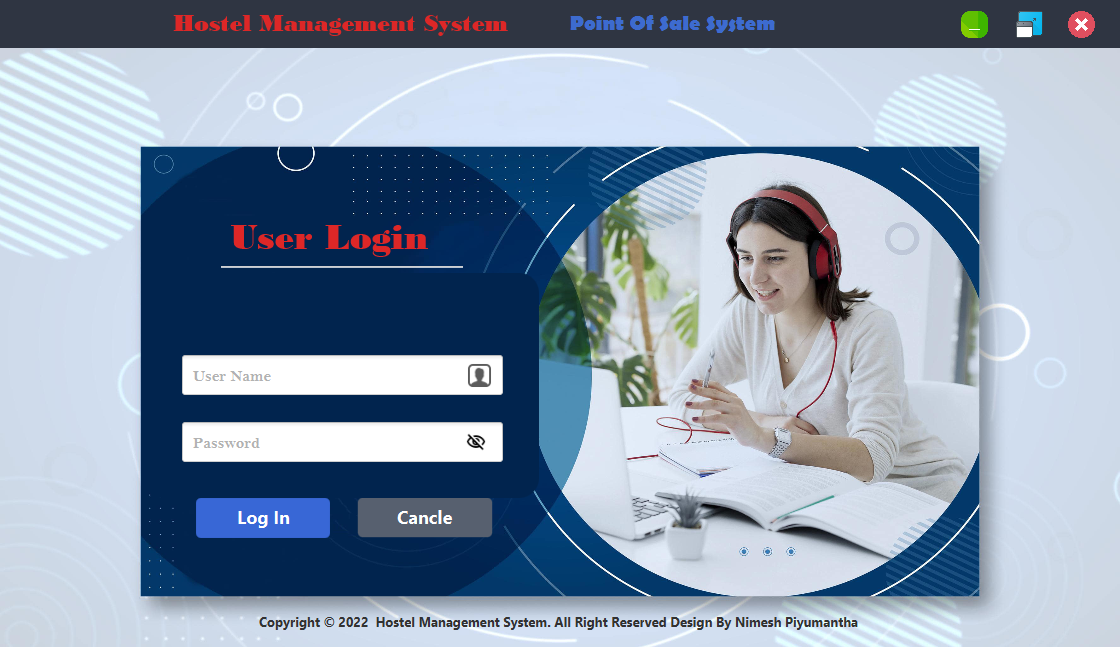 Hostel Management System
Point Of Sale System
User Login
User Name
Password
Log In
Cancle
Copyright © 2022 Hostel Management System. All Right Reserved Design By Nimesh Piyumantha